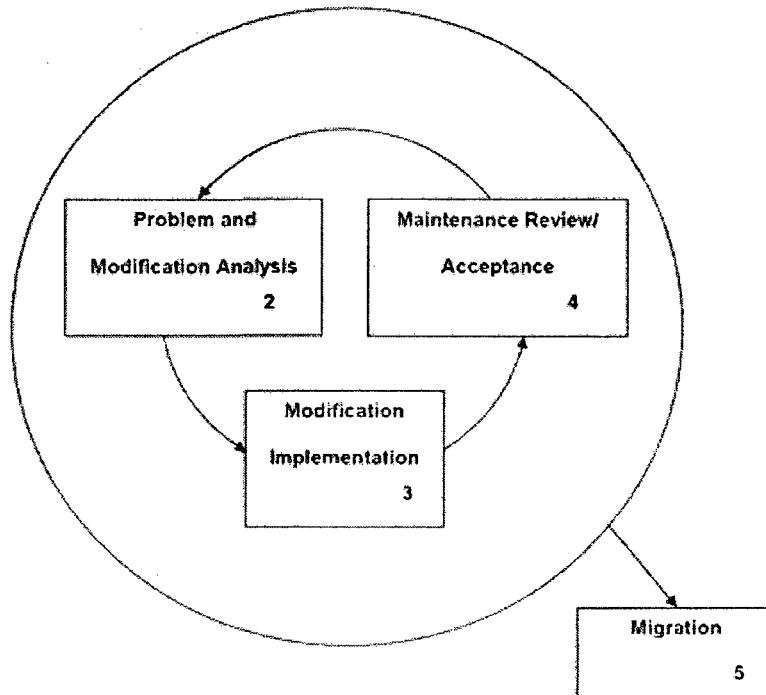 Problem and
Modification Analysis
2
Maintenance Review/
Acceptance
4
Modification
Implementation
3
Migration
5